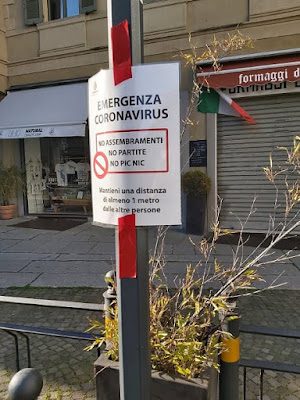 EMERGENZA
CORONAVIRUS
NO ASSEMBRAMENTI
NO PARTITE
NO PIC NIC
Mantieni una distanza
di almeno 1 metro
dalle altre persone
formaggi d
NATURAL